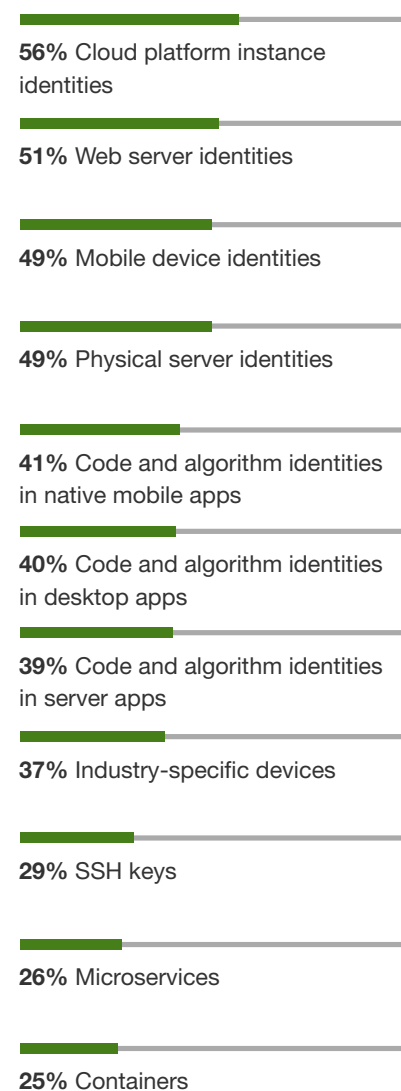 56% Cloud platform instance
identities
51% Web server identities
49% Mobile device identities
49% Physical server identities
41% Code and algorithm identities
in native mobile apps
40% Code and algorithm identities
in desktop apps
39% Code and algorithm identities
in server apps
37% Industry-specific devices
29% SSH keys
26% Microservices
25% Containers